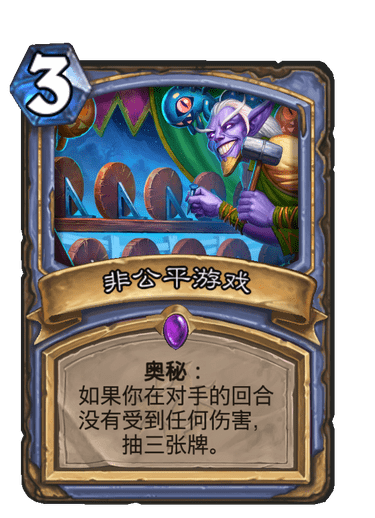 3
非公平游戏
奥秘：
如果你在对手的回合
没有受到任何伤害，
抽三张牌。